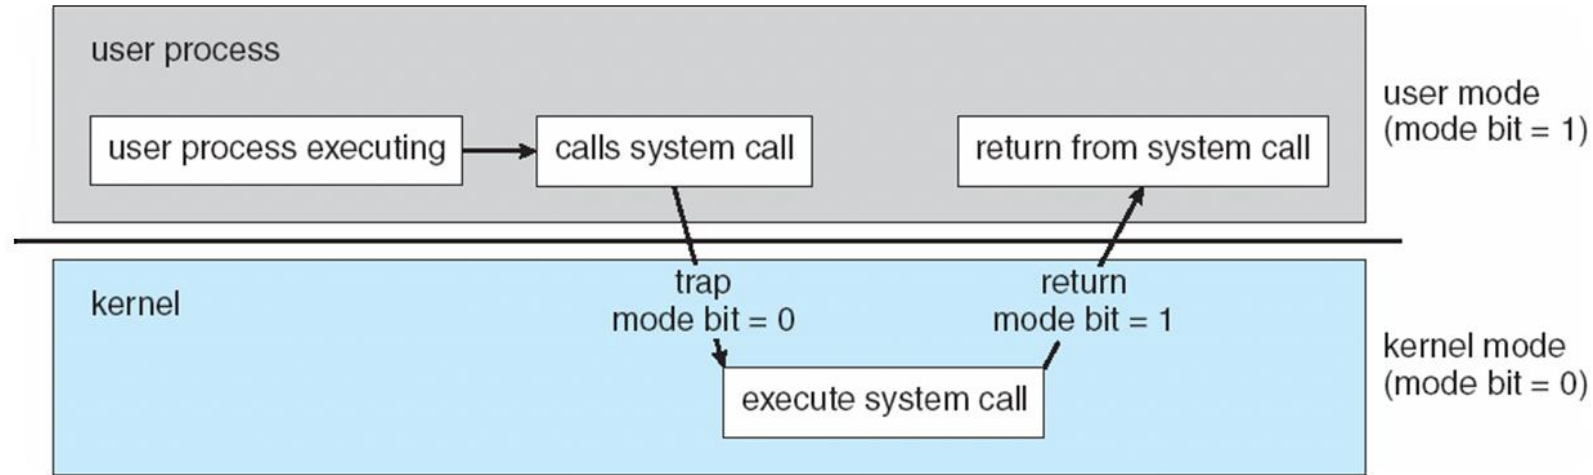 user process
user process executing
calls system call
return from system call
user mode
(mode bit = 1)
kernel
trap
mode bit = 0
return
mode bit = 1
execute system call
kernel mode
(mode bit = 0)